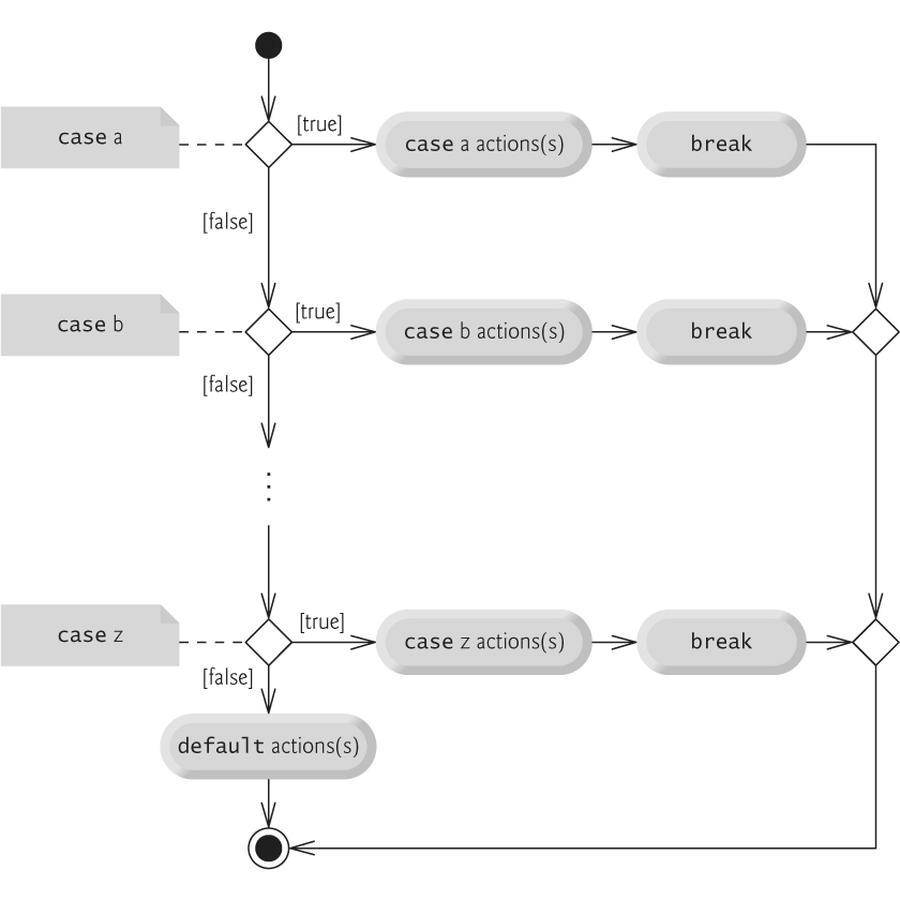 [true]
case a
case a actions(s)
break
[false]
[true]
case b
case b actions(s)
break
[false]
[true]
case z
case z actions(s)
break
[false]
default actions(s)